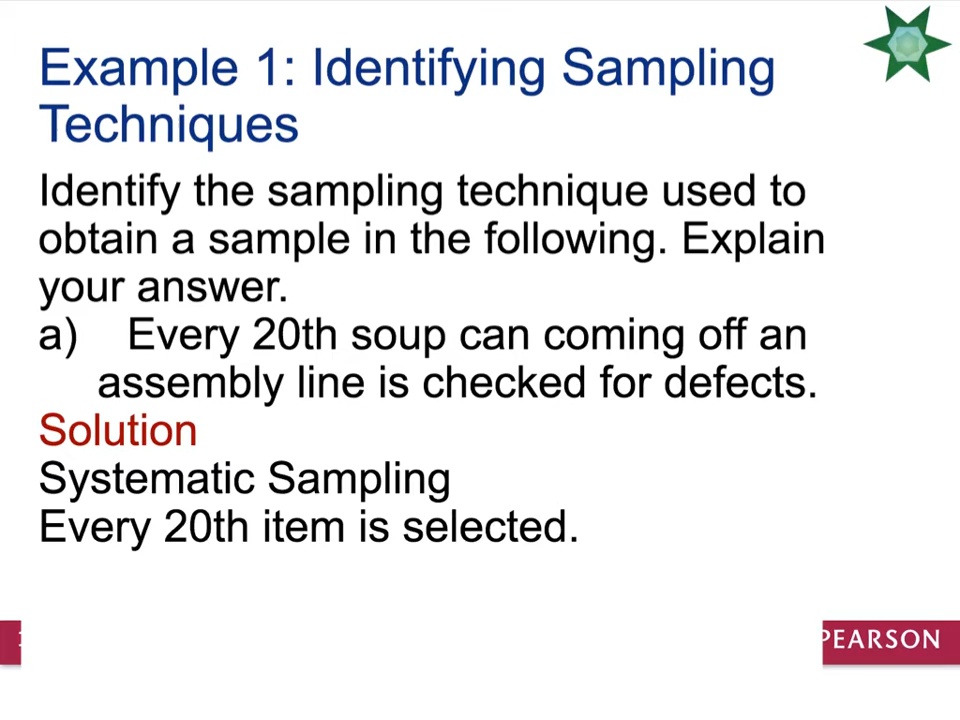 Example 1: Identifying Sampling
Techniques
Identify the sampling technique used to
obtain a sample in the following. Explain
your answer.
a) Every 20th soup can coming off an
assembly line is checked for defects.
Solution
Systematic Sampling
Every 20th item is selected.
PEARSON